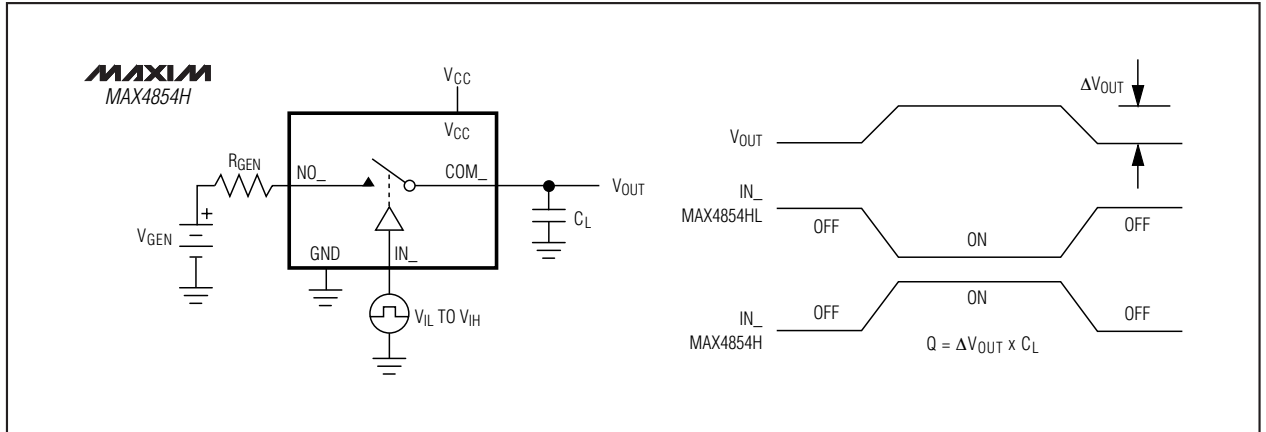 MAXIM
MAX4854H
VCC
VCC
RGEN
NO_
COM_
VOUT
+
VGEN
CL
GND
IN_
VIL TO VIH
ΔVOUT
VOUT
IN_
MAX4854HL
OFF
ON
OFF
IN_
MAX4854H
OFF
ON
OFF
Q = ΔVOUT x CL